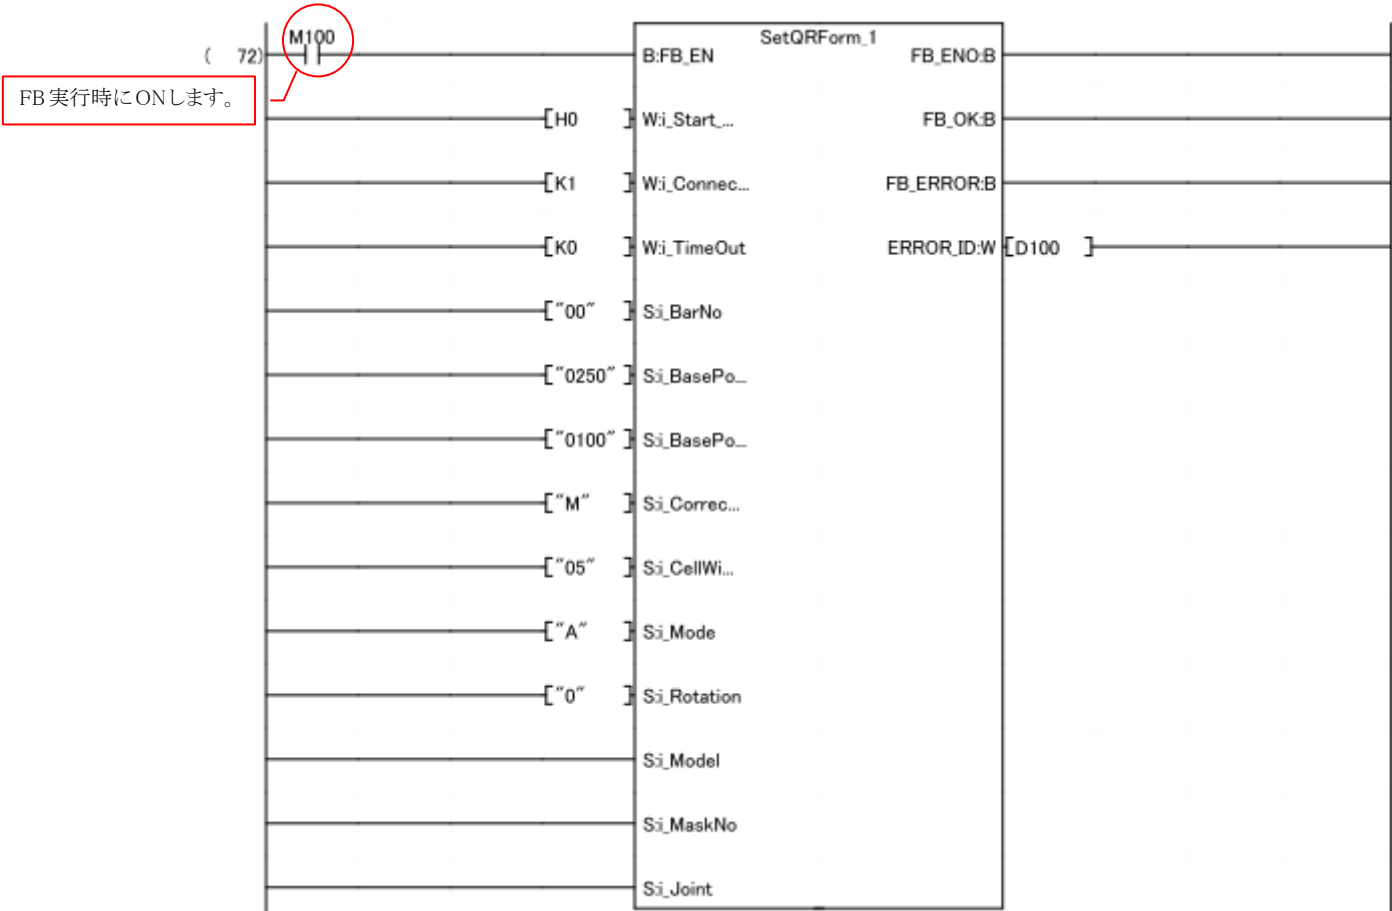 M100
SetQRForm_1
( 72)
B:FB_EN
FB_ENO:B
FB実行時にONします。
[H0 ]
W:i_Start_...
FB_OK:B
[K1 ]
W:i_Connec...
FB_ERROR:B
[K0 ]
W:i_TimeOut
ERROR_ID:W
[D100 ]
["00" ]
S:i_BarNo
["0250" ]
S:i_BasePo...
["0100" ]
S:i_BasePo...
["M" ]
S:i_Correc...
["05" ]
S:i_CellWi...
["A" ]
S:i_Mode
["0" ]
S:i_Rotation
S:i_Model
S:i_MaskNo
S:i_Joint